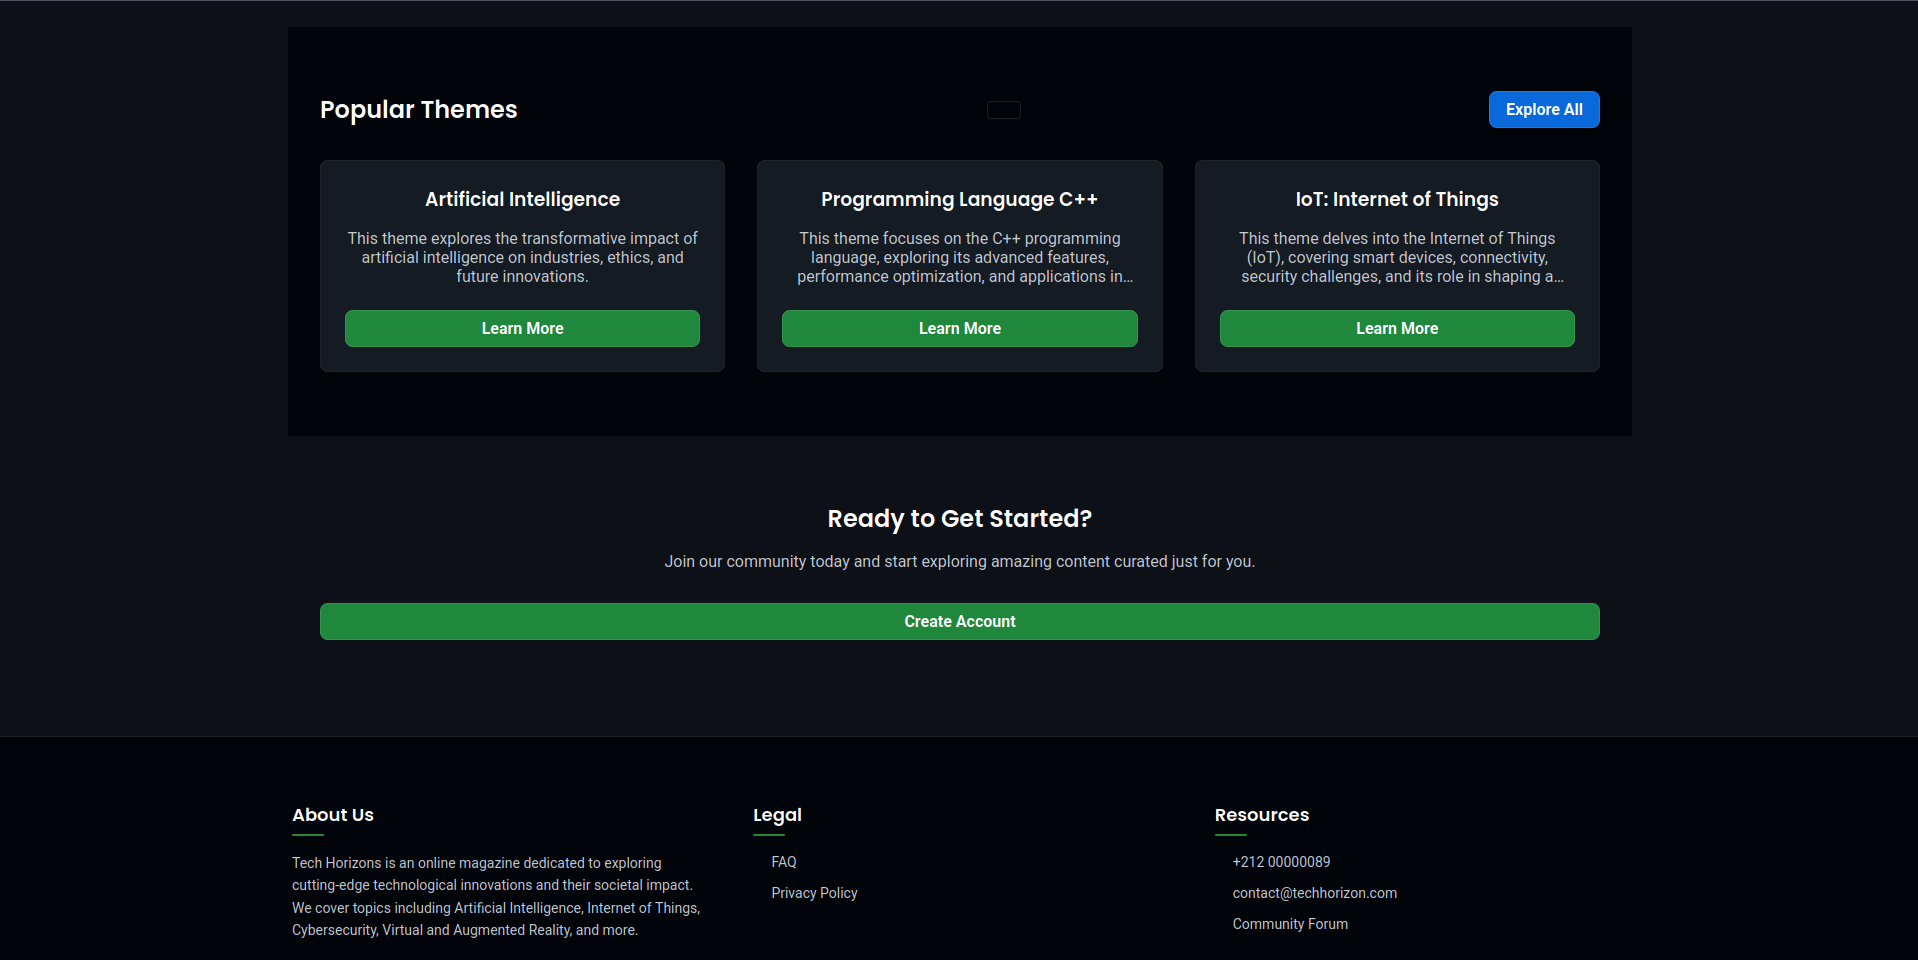 Popular Themes
Explore All
Artificial Intelligence
This theme explores the transformative impact of
artificial intelligence on industries, ethics, and
future innovations.
Learn More
Programming Language C++
This theme focuses on the C++ programming
language, exploring its advanced features,
performance optimization, and applications in...
Learn More
IoT: Internet of Things
This theme delves into the Internet of Things
(IoT), covering smart devices, connectivity,
security challenges, and its role in shaping a...
Learn More
Ready to Get Started?
Join our community today and start exploring amazing content curated just for you.
Create Account
About Us
Tech Horizons is an online magazine dedicated to exploring
cutting-edge technological innovations and their societal impact.
We cover topics including Artificial Intelligence, Internet of Things,
Cybersecurity, Virtual and Augmented Reality, and more.
Legal
FAQ
Privacy Policy
Resources
+212 00000089
contact@techhorizon.com
Community Forum